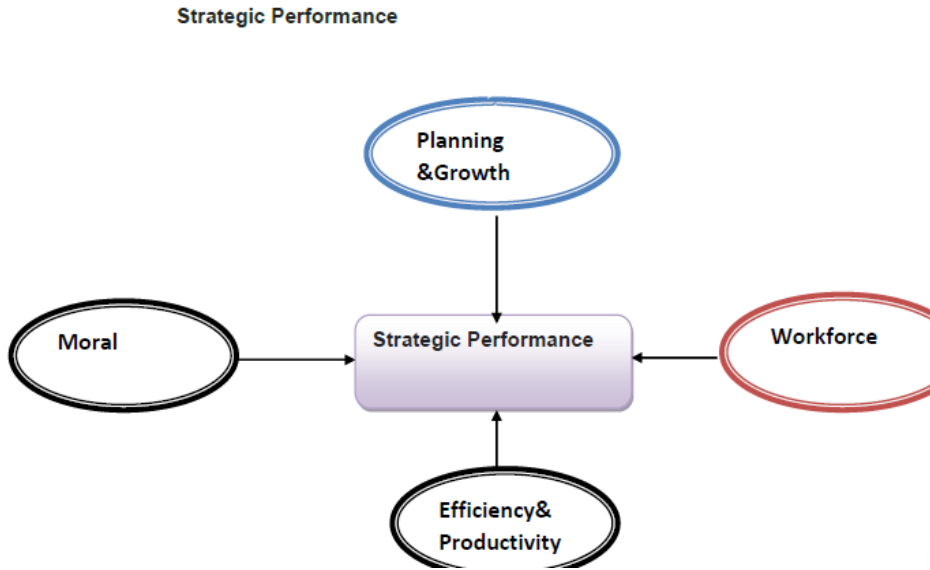 Strategic Performance
Planning
&Growth
Moral
Strategic Performance
Workforce
Efficiency&
Productivity